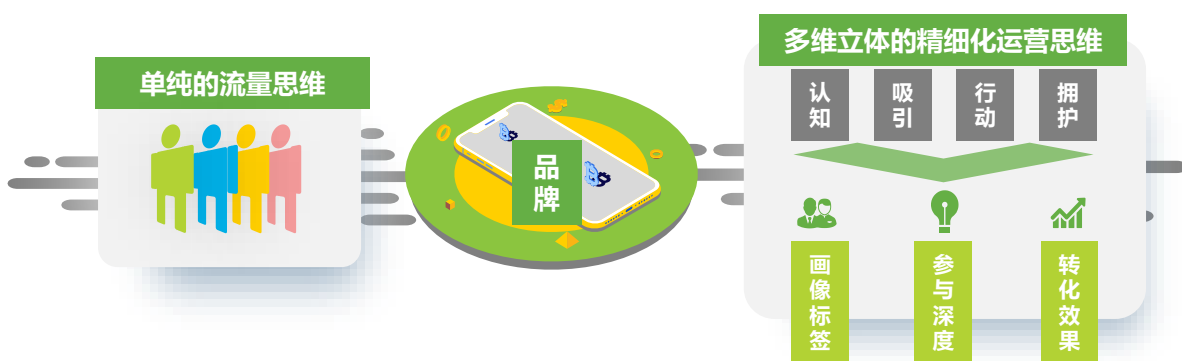 单纯的流量思维
品牌
多维立体的精细化运营思维
认知
吸引
行动
拥护
画像标签
参与深度
转化效果